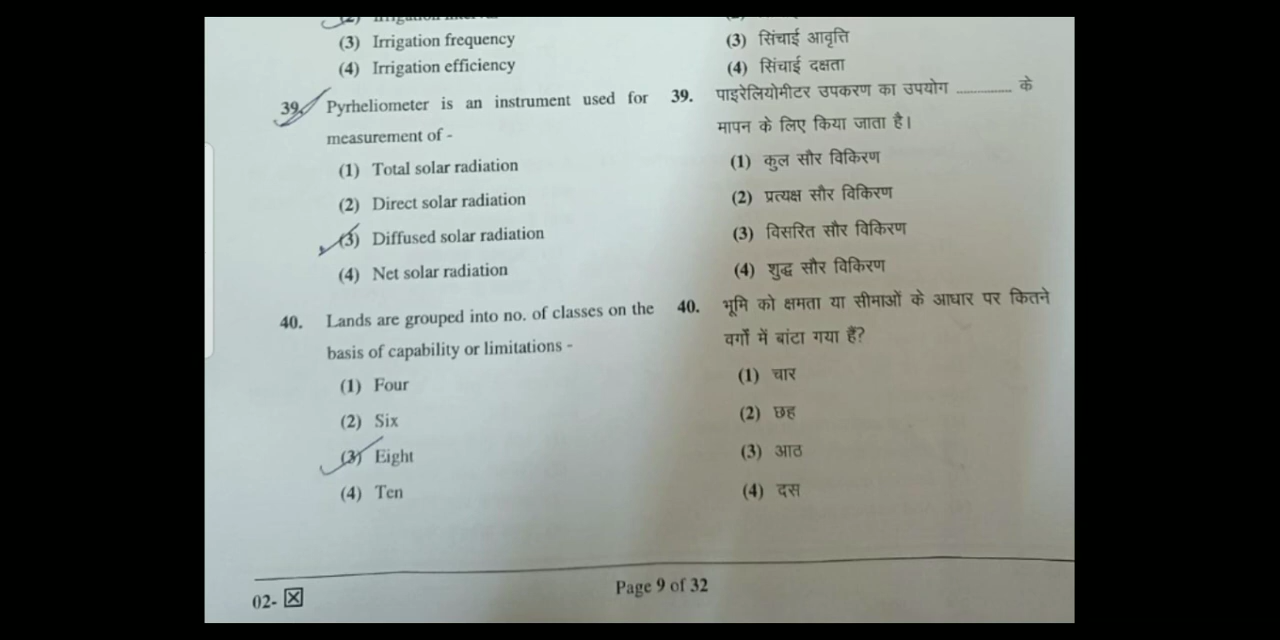 (3) Irrigation frequency
(4) Irrigation efficiency
39. Pyrheliometer is an instrument used for
measurement of -
(1) Total solar radiation
(2) Direct solar radiation
(3) Diffused solar radiation
(4) Net solar radiation
40. Lands are grouped into no. of classes on the
basis of capability or limitations -
(1) Four
(2) Six
(3) Eight
(4) Ten
(3) सिंचाई आवृत्ति
(4) सिंचाई दक्षता
39. पाइरेलियोमीटर उपकरण का उपयोग ............... के
मापन के लिए किया जाता है।
(1) कुल सौर विकिरण
(2) प्रत्यक्ष सौर विकिरण
(3) विसरित सौर विकिरण
(4) शुद्ध सौर विकिरण
40. भूमि को क्षमता या सीमाओं के आधार पर कितने
वर्गों में बांटा गया हैं?
(1) चार
(2) छह
(3) आठ
(4) दस
02-
Page 9 of 32